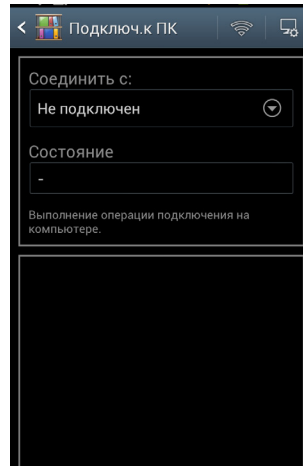 Подключ.к ПК
Соединить с:
Не подключен
Состояние
-
Выполнение операции подключения на
компьютере.